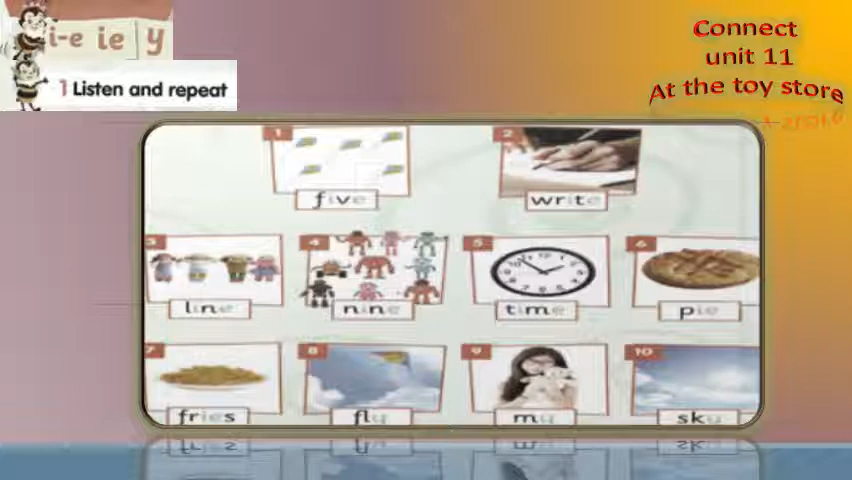 i-e ie y
1 Listen and repeat
Connect
unit 11
At the toy store
1 2
five write
3 4 5 6
line nine time pie
7 8 9 10
fries fly my sky